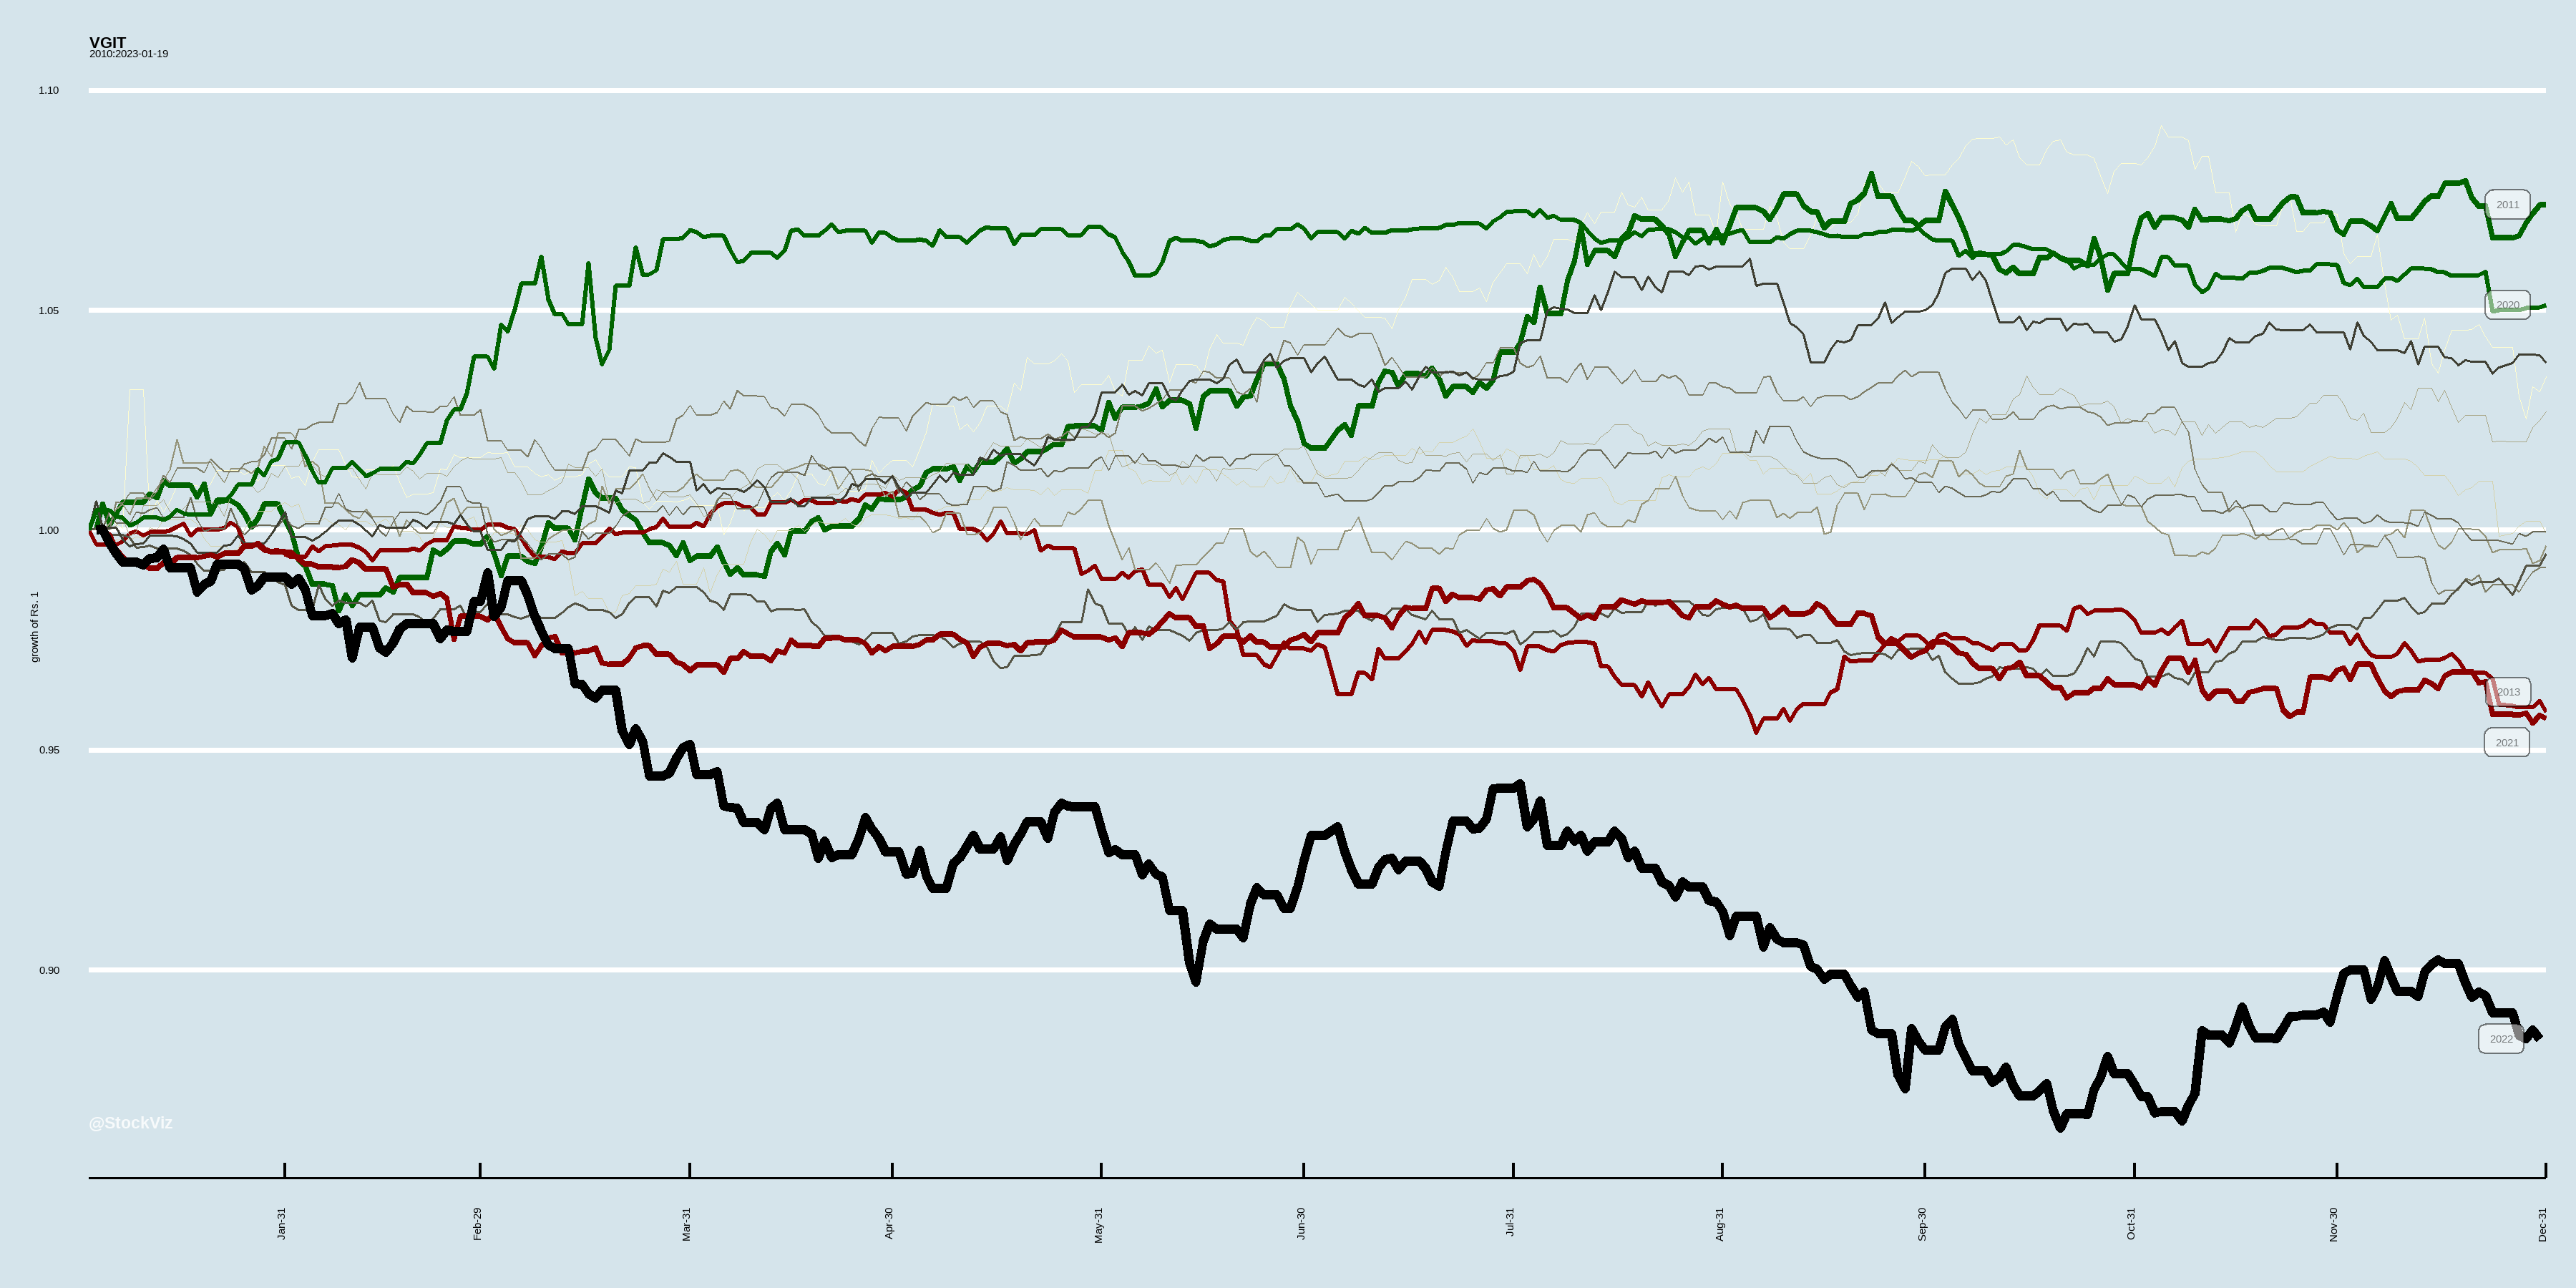 VGIT
2010:2023-01-19
1.10
1.05
1.00
0.95
0.90
growth of Rs. 1
2011
2020
2013
2021
2022
@StockViz
Jan-31
Feb-29
Mar-31
Apr-30
May-31
Jun-30
Jul-31
Aug-31
Sep-30
Oct-31
Nov-30
Dec-31